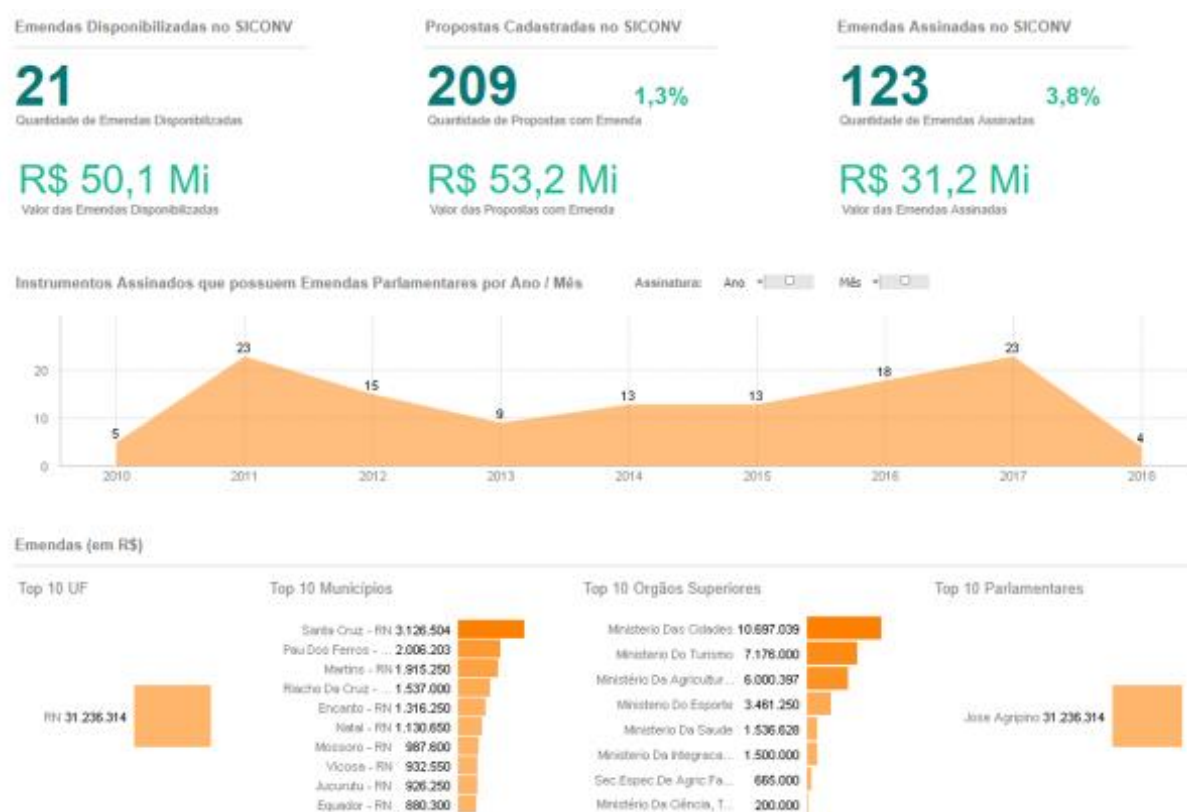 Emendas Disponibilizadas no SICONV
Propostas Cadastradas no SICONV
Emendas Assinadas no SICONV
21
209
1,3%
123
3,8%
Quantidade de Emendas Disponibilizadas
Quantidade de Propostas com Emenda
Quantidade de Emendas Assinadas
R$ 50,1 Mi
R$ 53,2 Mi
R$ 31,2 Mi
Valor das Emendas Disponibilizadas
Valor das Propostas com Emenda
Valor das Emendas Assinadas
Instrumentos Assinados que possuem Emendas Parlamentares por Ano / Mês
Assinatura:
Ano
Mês
23
23
20
18
15
13
13
10
9
5
4
0
2010
2011
2012
2013
2014
2015
2016
2017
2018
Emendas (em R$)
Top 10 UF
RN 31.236.314
Top 10 Municípios
Santa Cruz - RN 3.126.504
Pau Dos Ferros - ... 2.006.203
Martins - RN 1.915.250
Riacho Da Cruz - ... 1.537.000
Encanto - RN 1.316.250
Natal - RN 1.130.650
Mossoro - RN 987.600
Vicosa - RN 932.550
Jucurutu - RN 926.250
Equador - RN 880.300
Top 10 Orgãos Superiores
Ministerio Das Cidades 10.697.039
Ministerio Do Turismo 7.176.000
Ministério Da Agricultur... 6.000.397
Ministerio Do Esporte 3.461.250
Ministerio Da Saude 1.536.628
Ministerio Da Integraca... 1.500.000
Sec.Espec.De Agric.Fa... 665.000
Ministério Da Ciência, T... 200.000
Top 10 Parlamentares
Jose Agripino 31.236.314